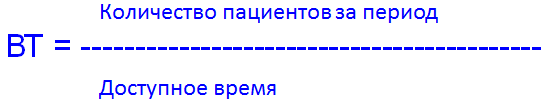 Количество пациентов за период
ВТ = ------------------------------------------
Доступное время